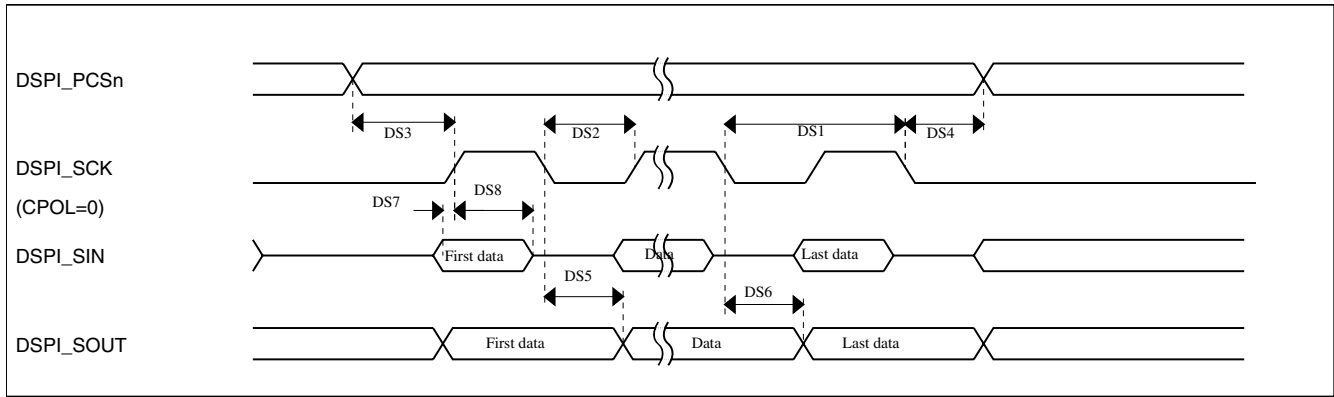 DSPI_PCSn
DS3
DS2
DS1
DS4
DSPI_SCK
(CPOL=0)
DS7
DS8
DSPI_SIN
First data
Data
Last data
DS5
DS6
DSPI_SOUT
First data
Data
Last data